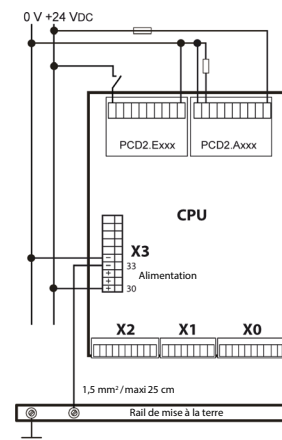 0 V +24 VDC
PCD2.Exxx
PCD2.Axxx
CPU
X3
−
−
33
+
Alimentation
+
+
30
X2
X1
X0
1,5 mm² / maxi 25 cm
Rail de mise à la terre